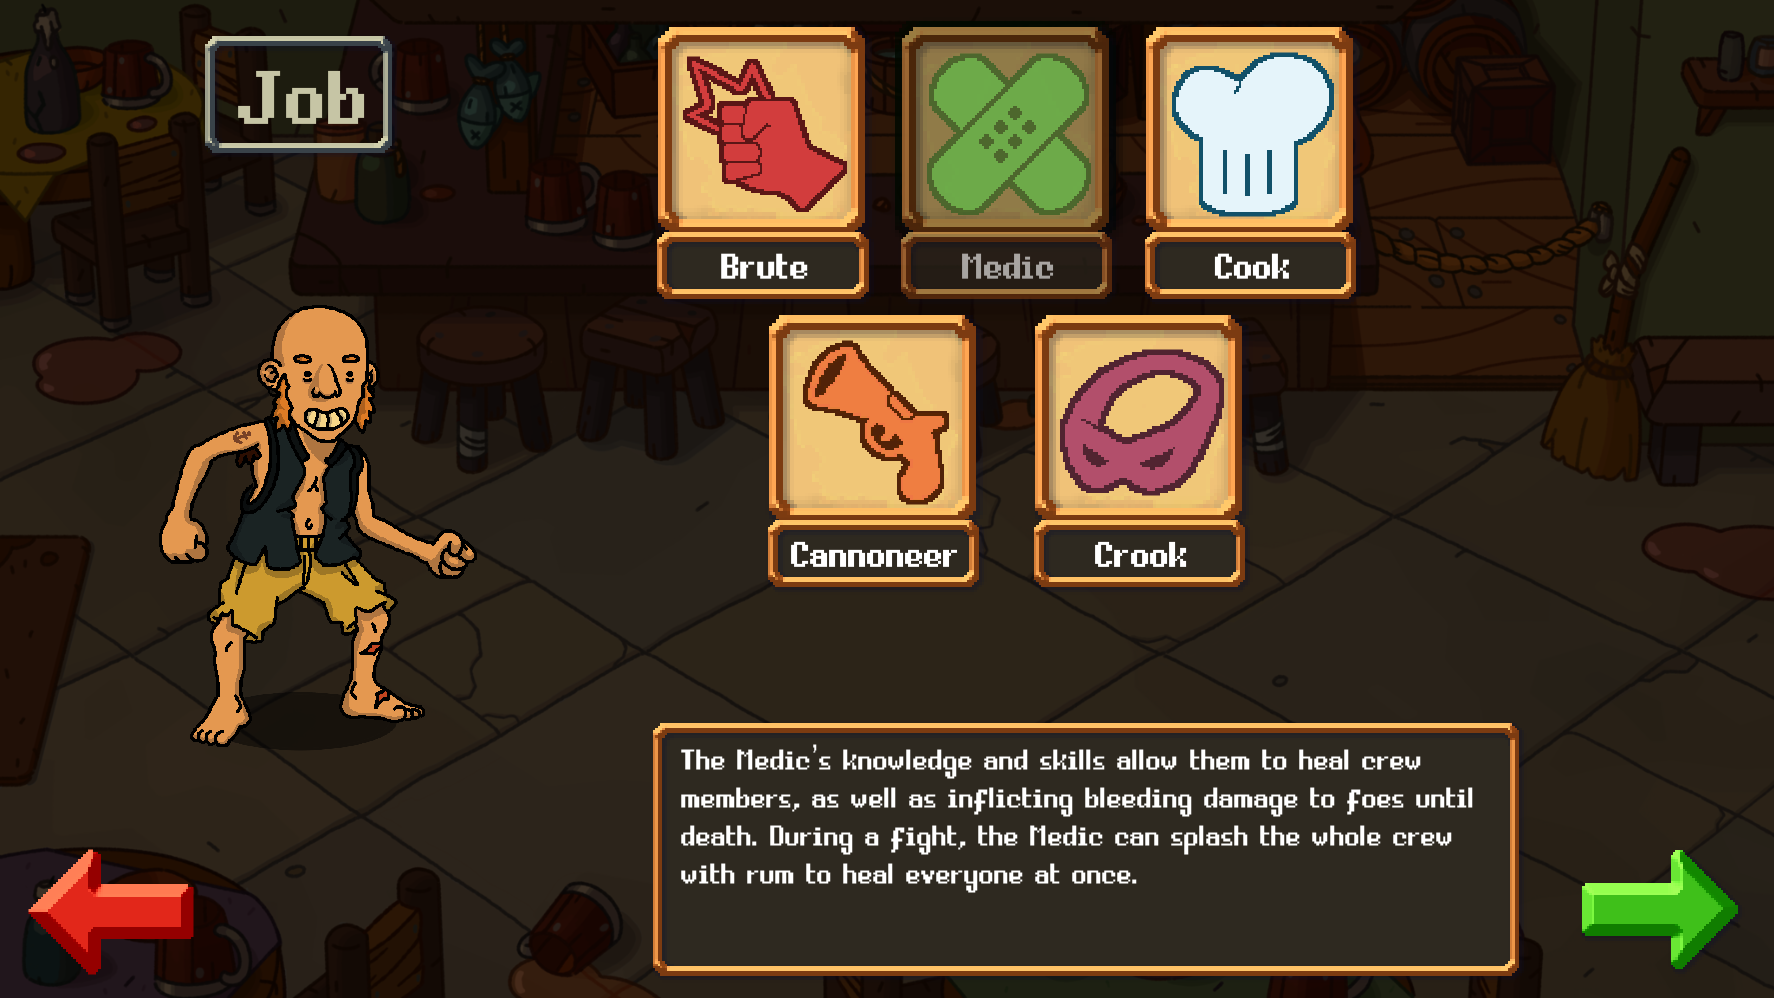 Job
Brute
Medic
Cook
Cannoneer
Crook
The Medic's knowledge and skills allow them to heal crew
members, as well as inflicting bleeding damage to foes until
death. During a fight, the Medic can splash the whole crew
with rum to heal everyone at once.